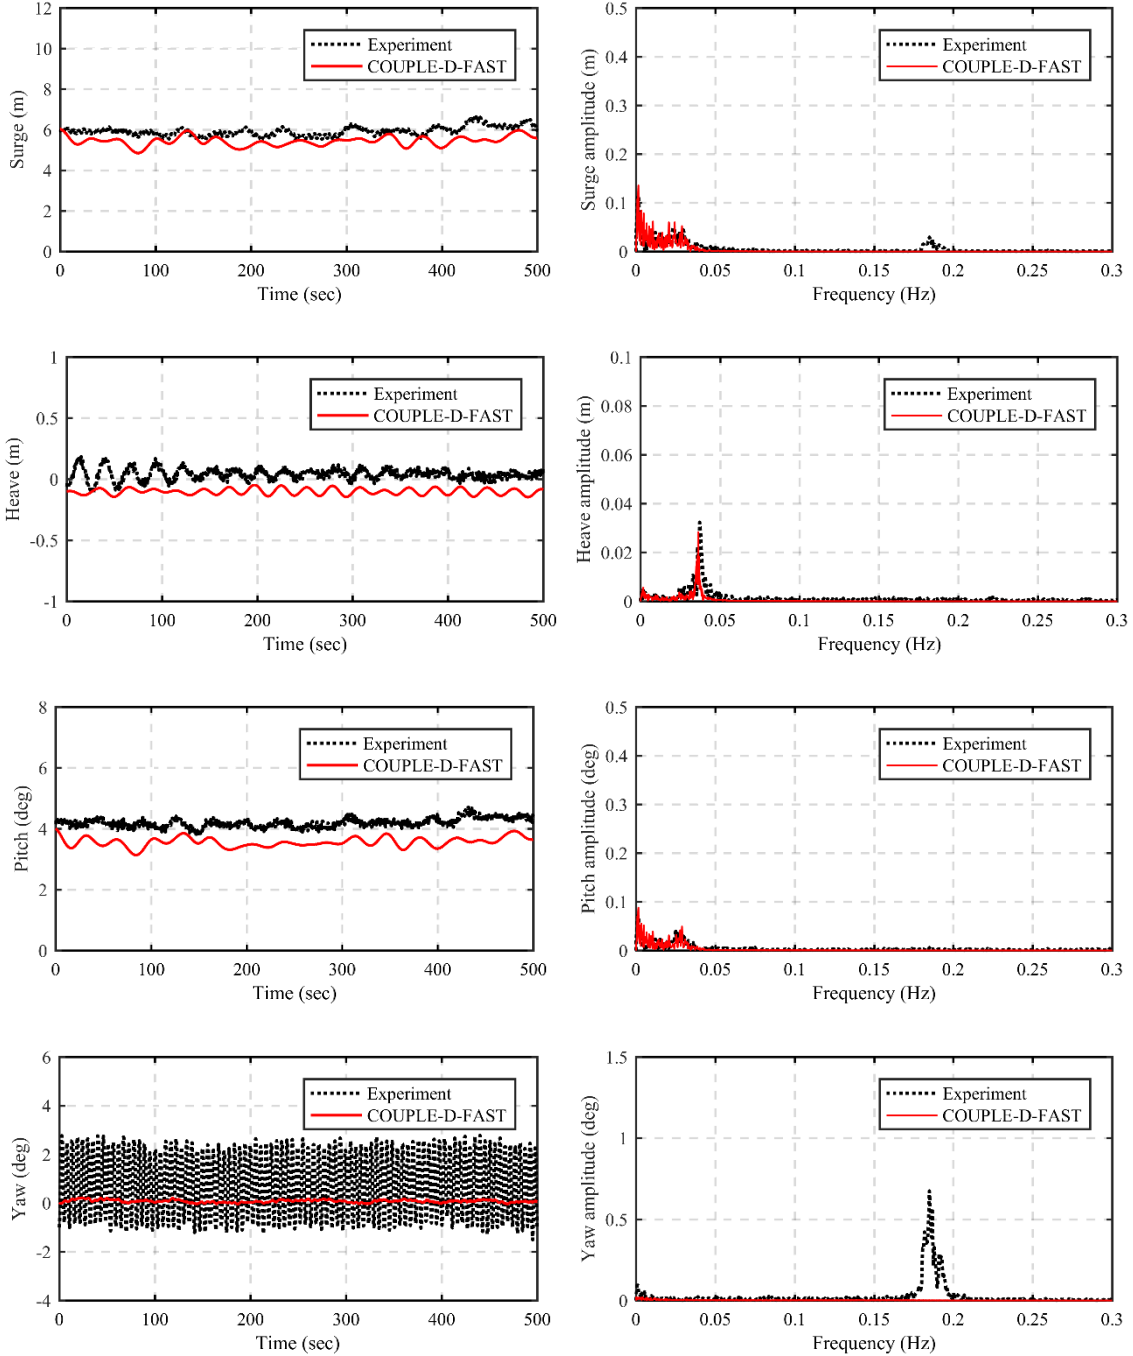 12
10
8
6
4
2
0
Surge (m)
Experiment
COUPLE-D-FAST
0 100 200 300 400 500
Time (sec)
0.5
0.4
0.3
0.2
0.1
0
Surge amplitude (m)
Experiment
COUPLE-D-FAST
0 0.05 0.1 0.15 0.2 0.25 0.3
Frequency (Hz)
1
0.5
0
-0.5
-1
Heave (m)
Experiment
COUPLE-D-FAST
0 100 200 300 400 500
Time (sec)
0.1
0.08
0.06
0.04
0.02
0
Heave amplitude (m)
Experiment
COUPLE-D-FAST
0 0.05 0.1 0.15 0.2 0.25 0.3
Frequency (Hz)
8
6
4
2
0
Pitch (deg)
Experiment
COUPLE-D-FAST
0 100 200 300 400 500
Time (sec)
0.5
0.4
0.3
0.2
0.1
0
Pitch amplitude (deg)
Experiment
COUPLE-D-FAST
0 0.05 0.1 0.15 0.2 0.25 0.3
Frequency (Hz)
6
4
2
0
-2
-4
Yaw (deg)
Experiment
COUPLE-D-FAST
0 100 200 300 400 500
Time (sec)
1.5
1
0.5
0
Yaw amplitude (deg)
Experiment
COUPLE-D-FAST
0 0.05 0.1 0.15 0.2 0.25 0.3
Frequency (Hz)